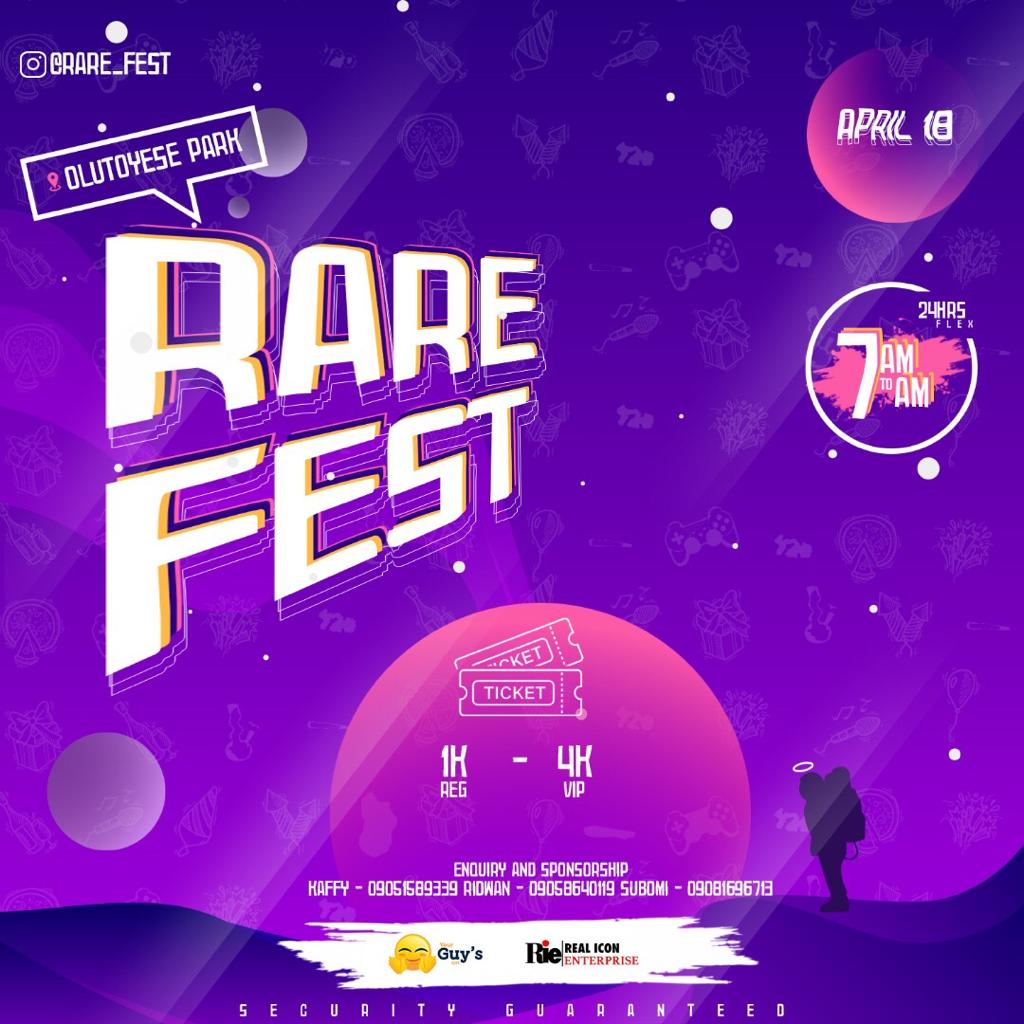 @RARE_FEST
OLUTOYESE PARK
APRIL 18
RARE
FEST
24HRS
FLEX
7AM
TO AM
TICKET
TICKET
1K - 4K
REG VIP
ENQUIRY AND SPONSORSHIP
KAFFY - 09051589339 RIDWAN - 09058640119 SUBOMI - 09081696713
Guy's
Rie REAL ICON
ENTERPRISE
SECURITY GUARANTEED